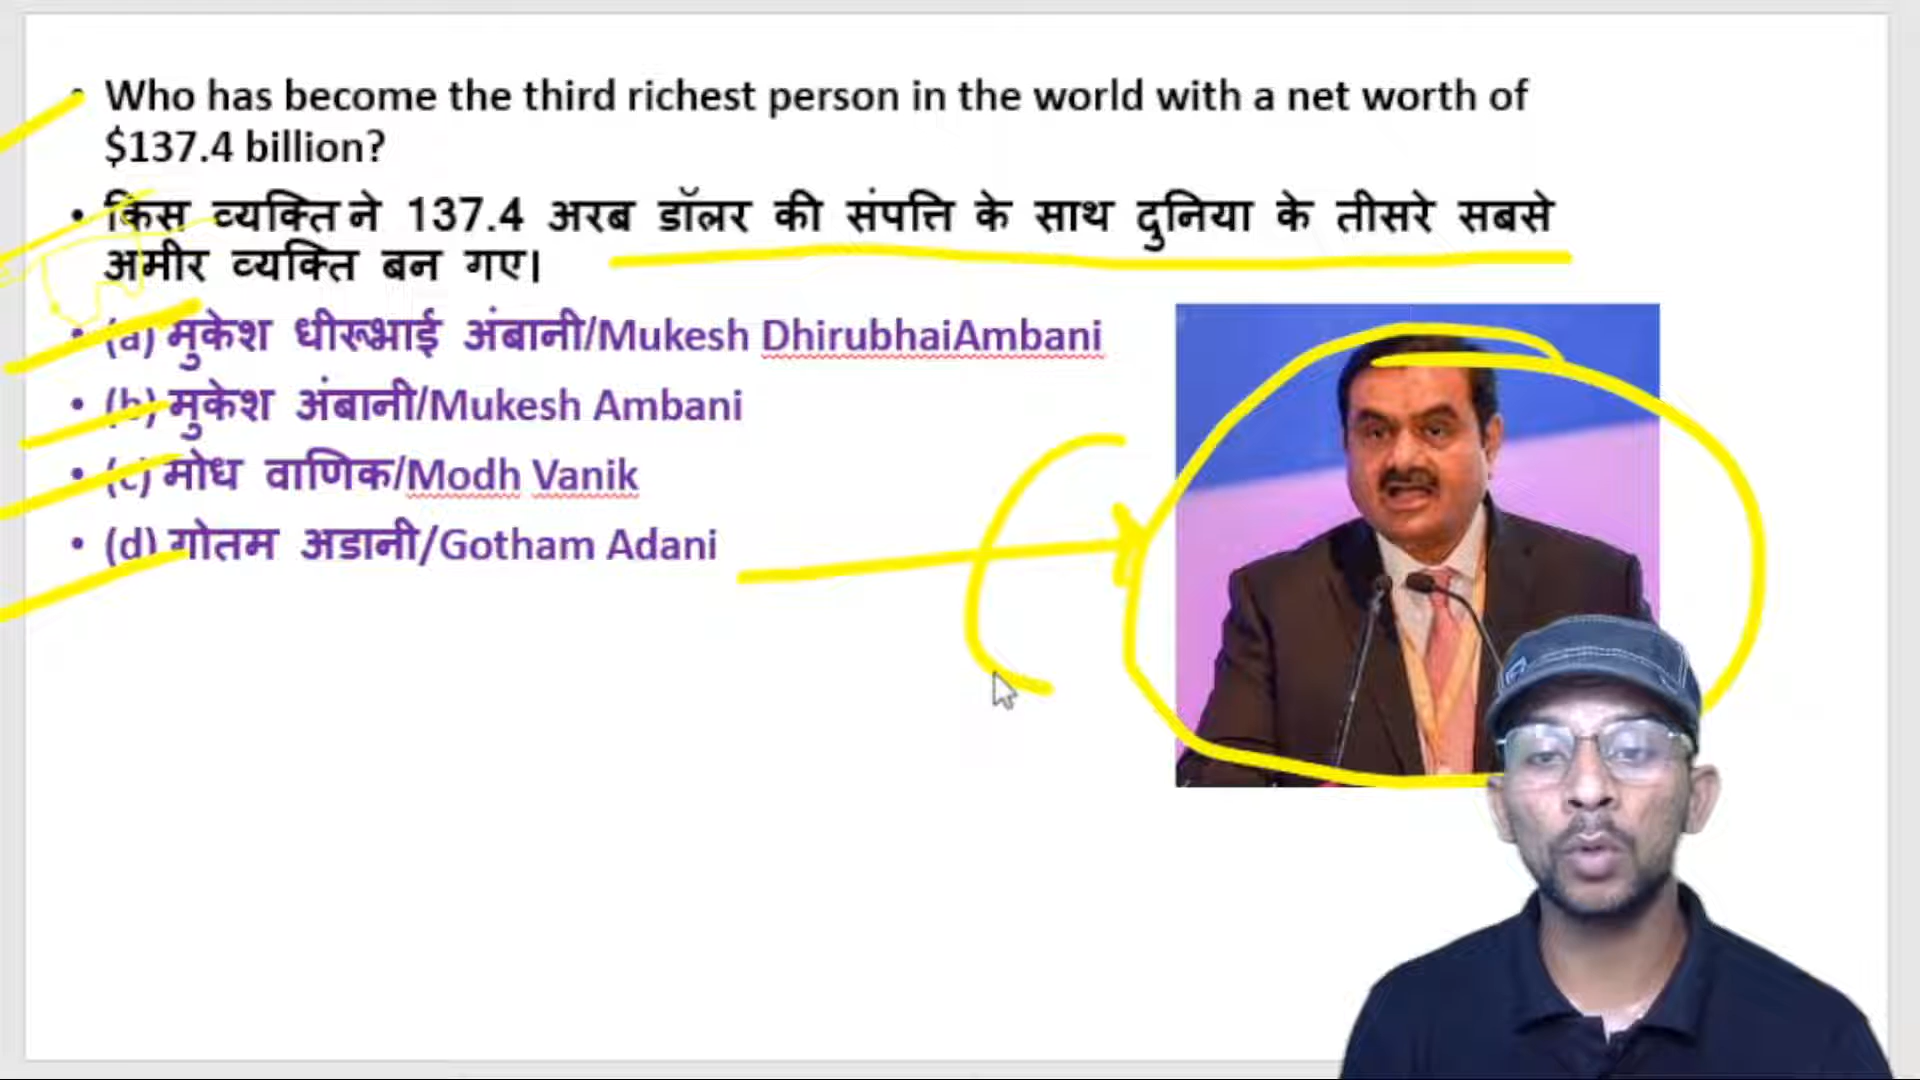 • Who has become the third richest person in the world with a net worth of
$137.4 billion?
• किस व्यक्ति ने 137.4 अरब डॉलर की संपत्ति के साथ दुनिया के तीसरे सबसे
अमीर व्यक्ति बन गए।
• (a) मुकेश धीरूभाई अंबानी/Mukesh DhirubhaiAmbani
• (b) मुकेश अंबानी/Mukesh Ambani
• (c) मोध वाणिक/Modh Vanik
• (d) गोतम अडानी/Gotham Adani